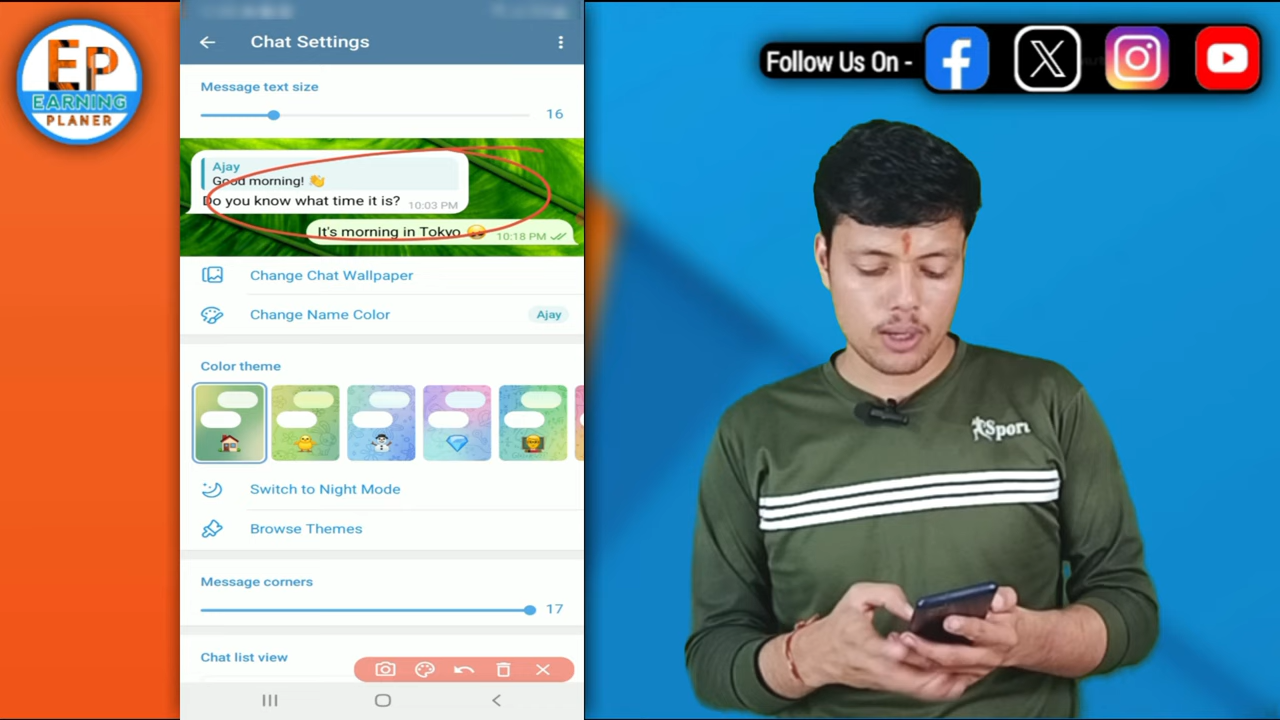 EP
EARNING
PLANER
Chat Settings
Follow Us On -
Message text size
16
Ajay
Good morning! 👋
Do you know what time it is?
10:03 PM
It's morning in Tokyo 😎
10:18 PM
Change Chat Wallpaper
Change Name Color
Ajay
Color theme
Switch to Night Mode
Browse Themes
Message corners
17
Chat list view
Sport